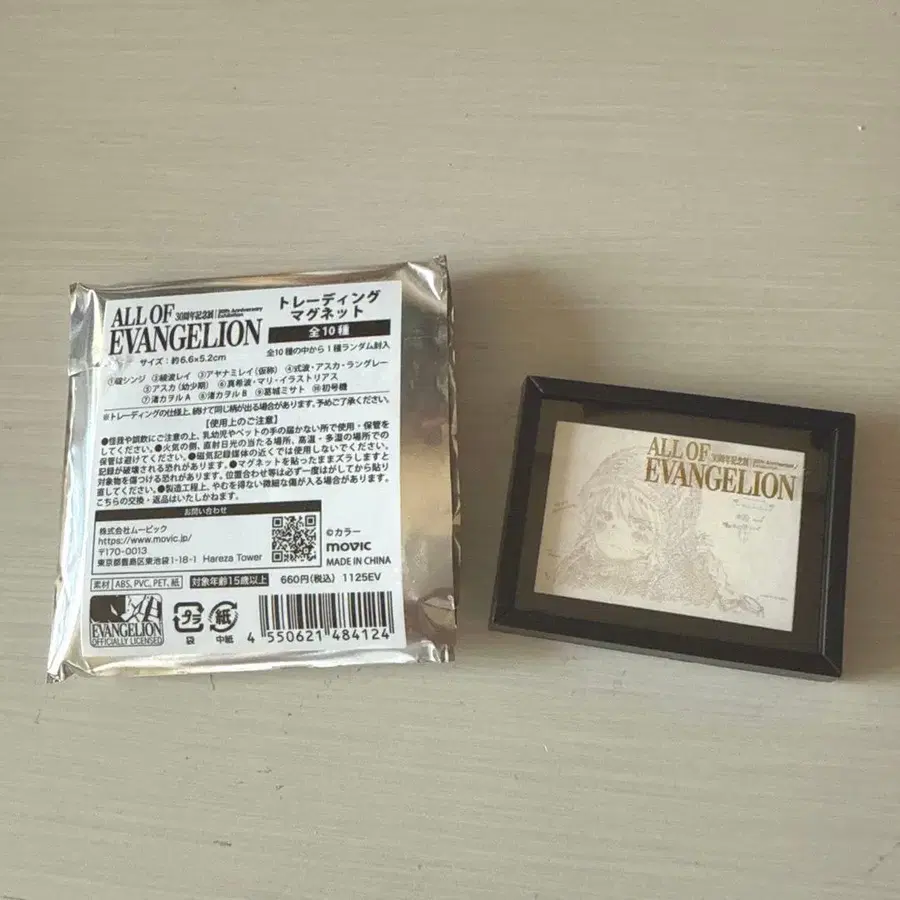 ALL OF 30周年記念展 30th Anniversary Exhibition
EVANGELION
サイズ:約6.6×5.2cm
トレーディング
マグネット
全10種
全10種の中から1種ランダム封入
①碇シンジ ②綾波レイ ③アヤナミレイ(仮称) ④式波・アスカ・ラングレー
⑤アスカ(幼少期) ⑥真希波・マリ・イラストリアス
⑦渚カヲルA ⑧渚カヲルB ⑨葛城ミサト ⑩初号機
※トレーディングの仕様上、続けて同じ柄が出る場合があります。予めご了承ください。
【使用上のご注意】
●怪我や誤飲にご注意の上、乳幼児やペットの手の届かない所で使用・保管を
してください。●火気の側、直射日光の当たる場所、高温・多湿の場所での
保管は避けてください。●磁気記録媒体の近くでは使用しないでください。
記録が破壊される恐れがあります。●マグネットを貼ったままズラしますと
対象物を傷つける恐れがあります。位置合わせ等は必ず一度はがしてから貼り
直してください。●製造工程上、やむを得ない微細な傷が入る場合があります。
こちらの交換・返品はいたしかねます。
お問い合わせ
株式会社ムービック
https://www.movic.jp/
〒170-0013
東京都豊島区東池袋1-18-1 Hareza Tower
©カラー
movic
MADE IN CHINA
素材 ABS, PVC, PET, 紙
対象年齢15歳以上
660円(税込) 1125EV
EVANGELION
OFFICIALLY LICENSED
プラ
袋
紙
中紙
4 550621 484124
ALL OF 30周年記念展 30th Anniversary Exhibition
EVANGELION